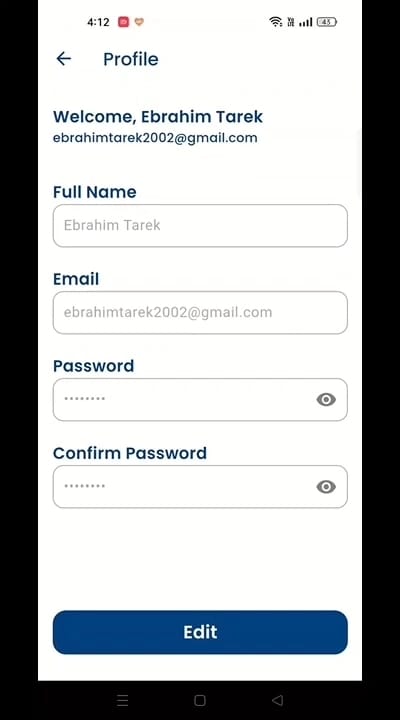 4:12
45
Profile
Welcome, Ebrahim Tarek
ebrahimtarek2002@gmail.com
Full Name
Ebrahim Tarek
Email
ebrahimtarek2002@gmail.com
Password
••••••••
Confirm Password
••••••••
Edit